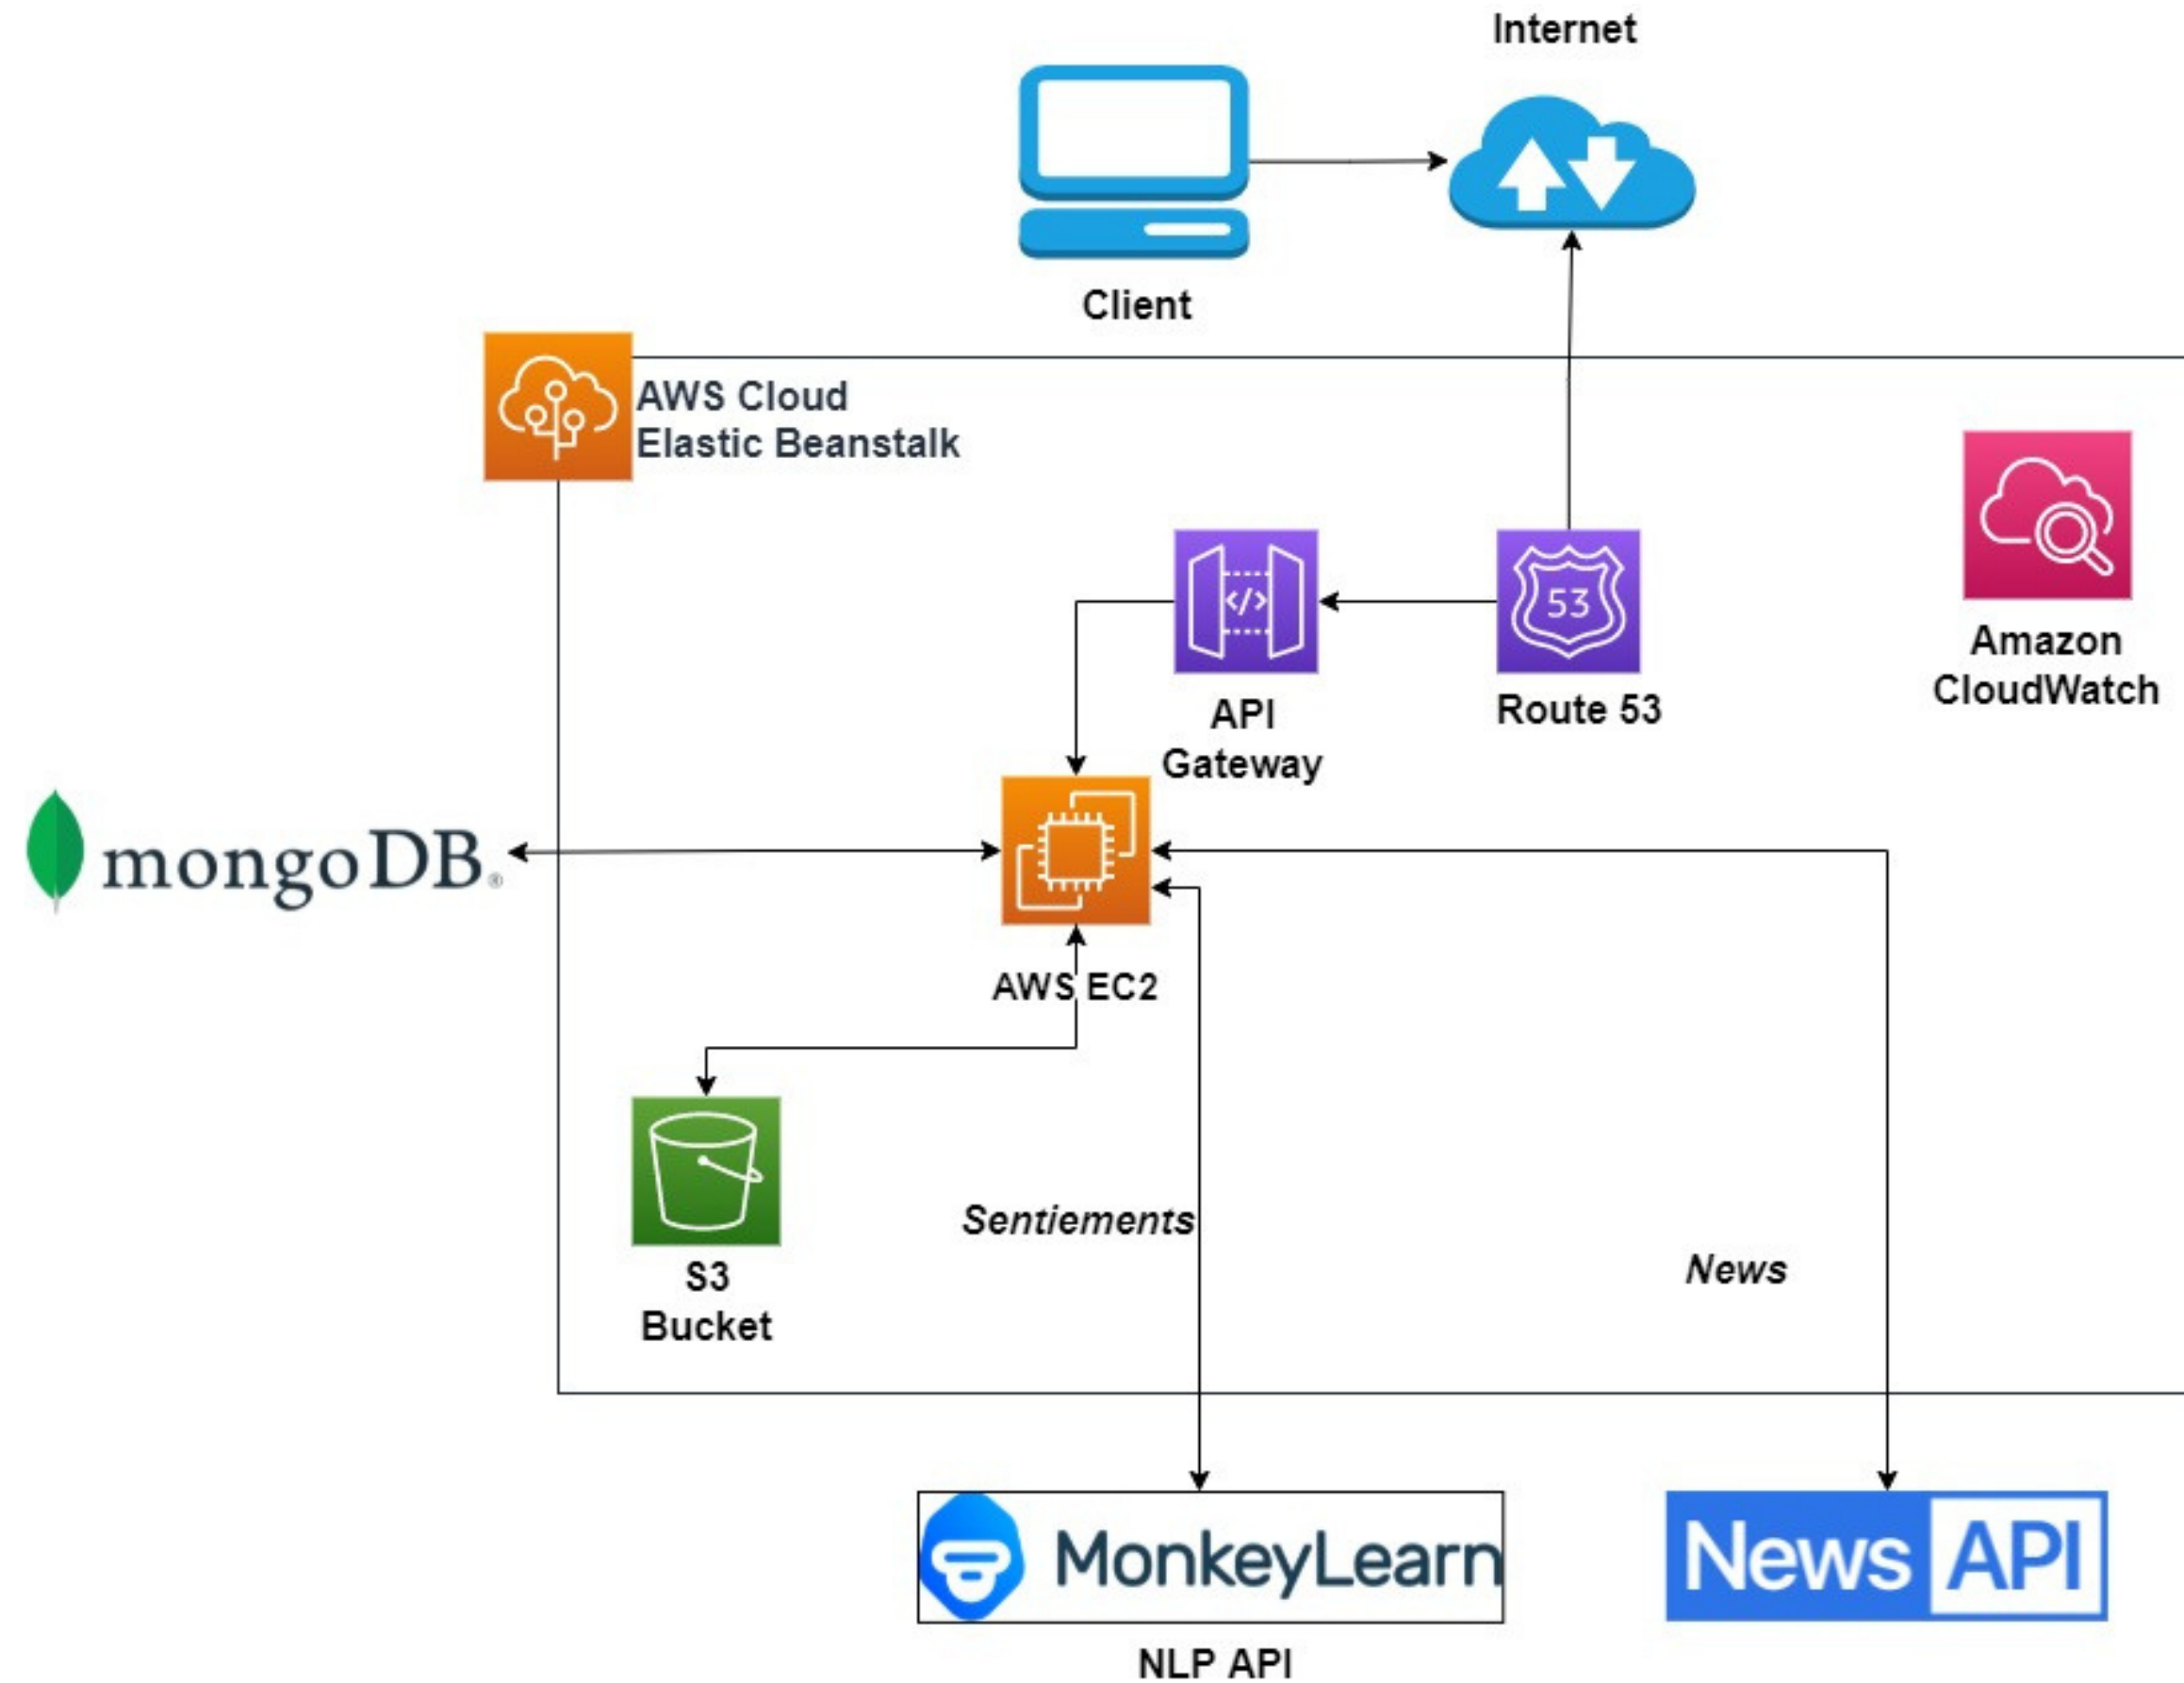 Internet
Client
AWS Cloud
Elastic Beanstalk
53
</>
Amazon
CloudWatch
Route 53
API
Gateway
mongoDB®
AWS EC2
Sentiements
News
S3
Bucket
MonkeyLearn
News API
NLP API